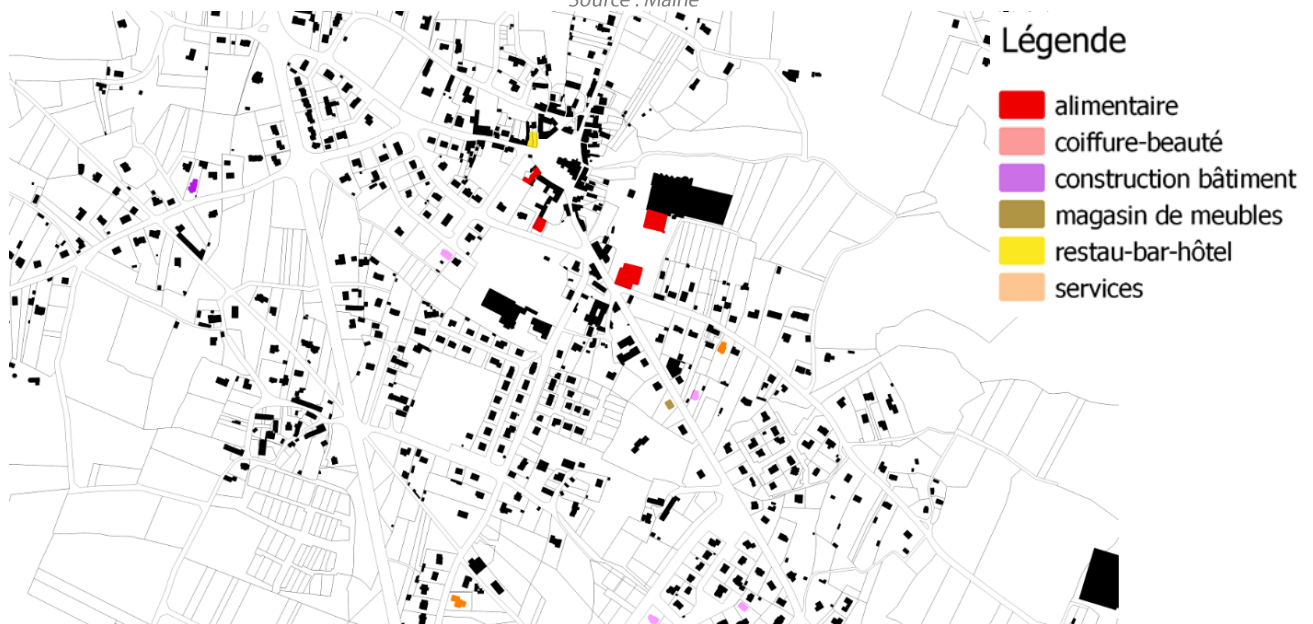 Source : Mairie
Légende
alimentaire
coiffure-beauté
construction bâtiment
magasin de meubles
restau-bar-hôtel
services